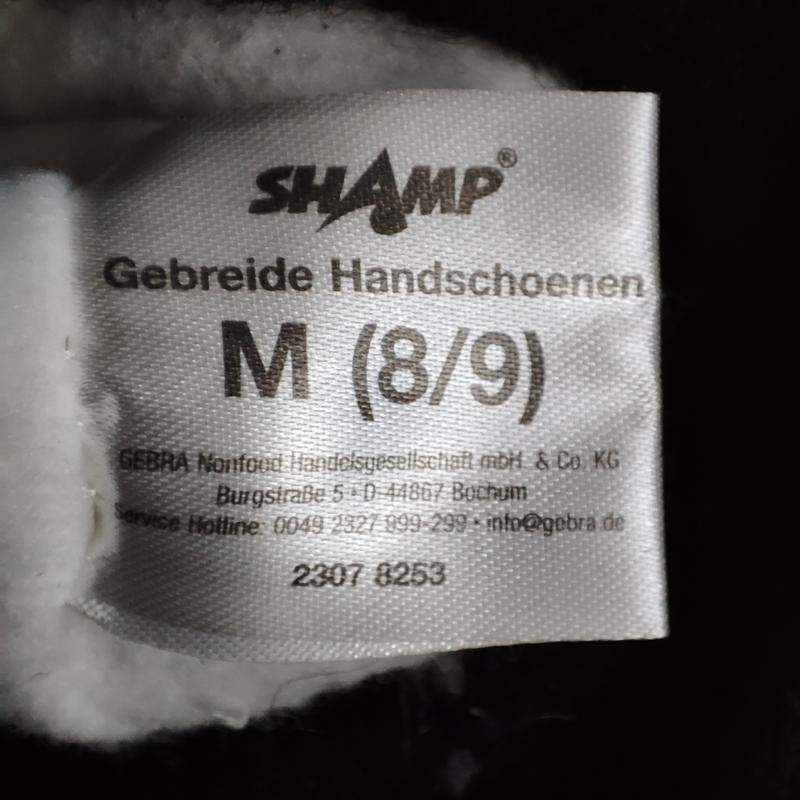 SHAMP®
Gebreide Handschoenen
M (8/9)
GEBRA Nonfood Handelsgesellschaft mbH & Co. KG
Burgstraße 5 • D-44867 Bochum
Service Hotline: 0049 2327 999-299 • info@gebra.de
2307 8253